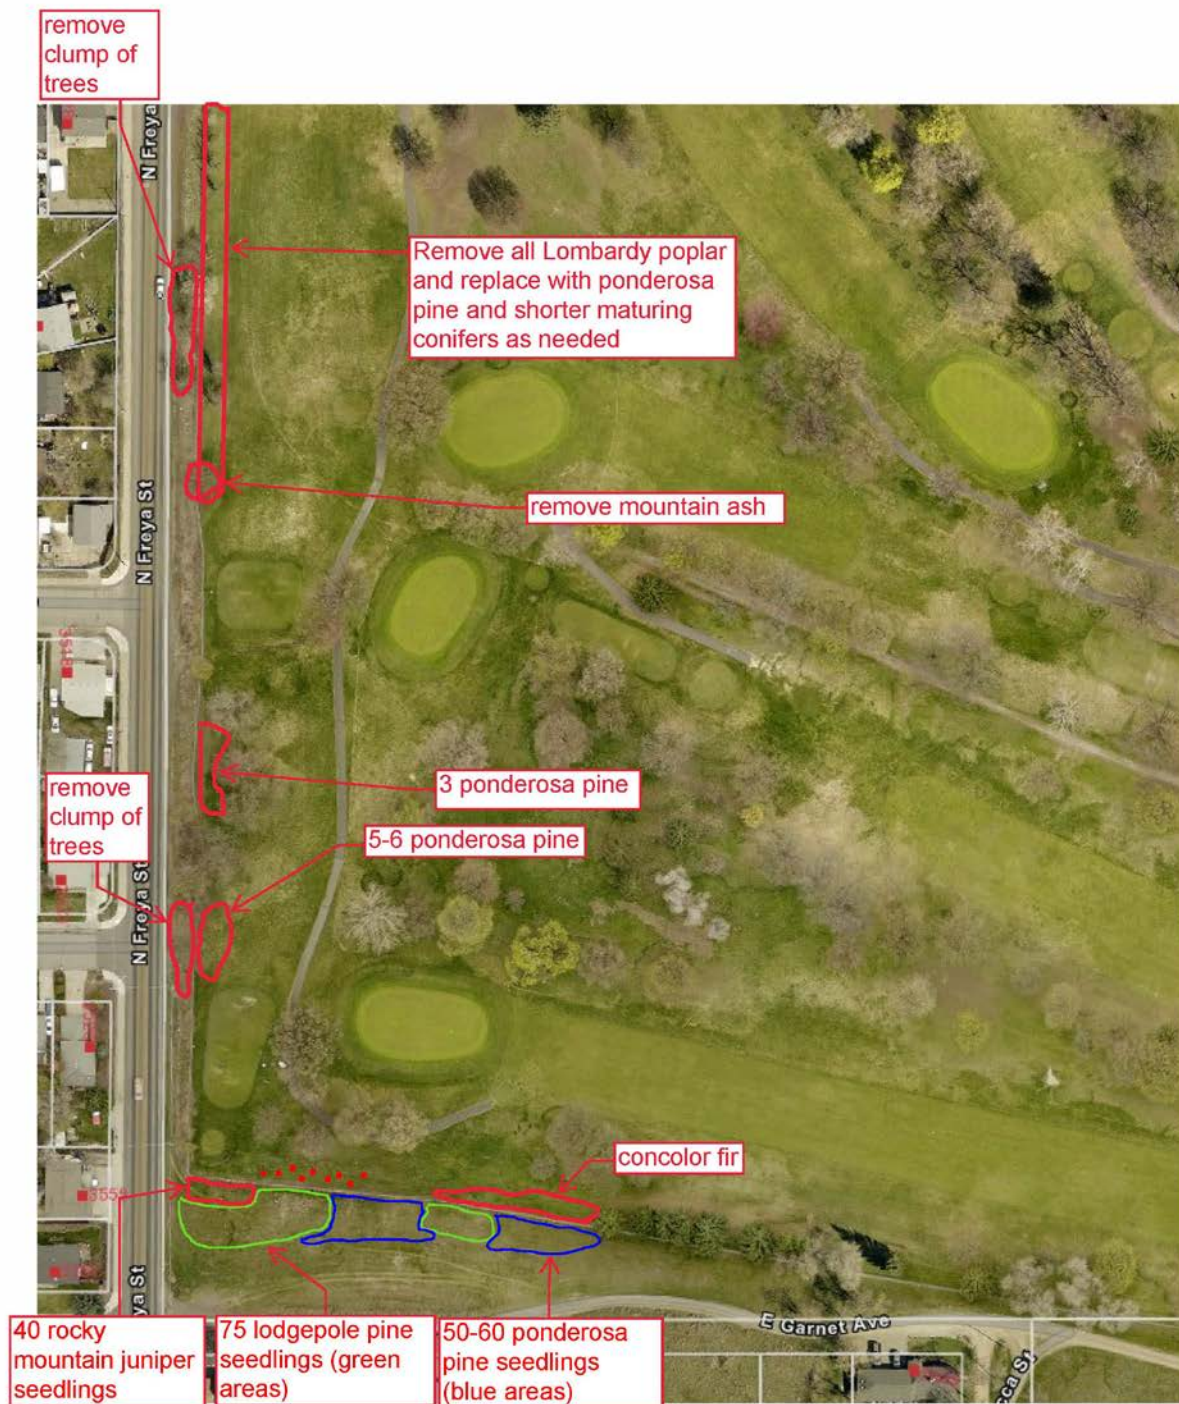 remove
clump of
trees
N Freya
Remove all Lombardy poplar
and replace with ponderosa
pine and shorter maturing
conifers as needed
remove mountain ash
N Freya St
3 ponderosa pine
remove
clump of
trees
5-6 ponderosa pine
N Freya St
concolor fir
ya St
40 rocky
mountain juniper
seedlings
75 lodgepole pine
seedlings (green
areas)
50-60 ponderosa
pine seedlings
(blue areas)
E Garnet Ave